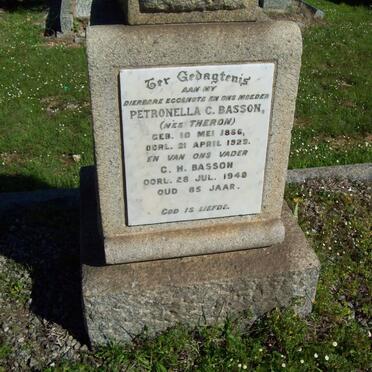 Ter Gedagtenis
AAN MY
DIERBARE EGGENOTE EN ONS MOEDER
PETRONELLA C. BASSON,
(NEE THERON)
GEB. 10 MEI 1866,
OORL. 21 APRIL 1929.
EN VAN ONS VADER
C. H. BASSON
OORL. 28 JUL. 1948
OUD 85 JAAR.
GOD IS LIEFDE.